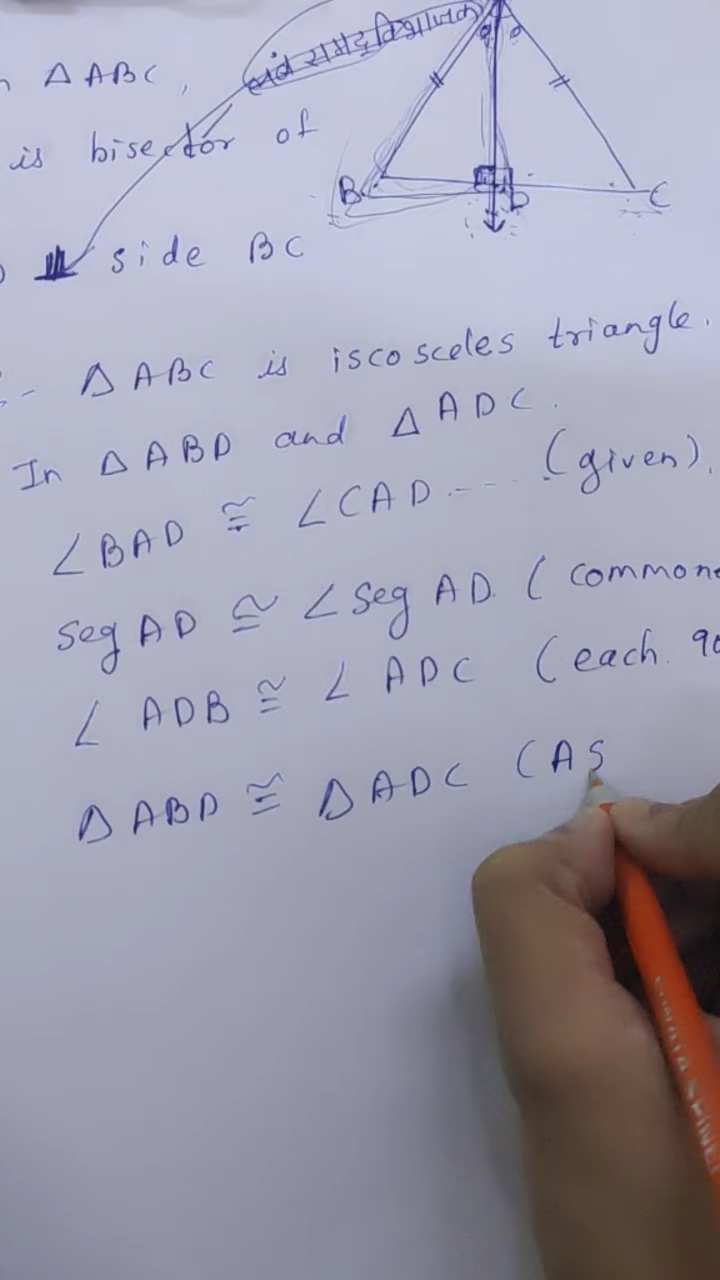 △ABC,
is bisector of
B D C
side BC
:- △ABC is iscosceles triangle.
In △ABD and △ADC.
∠BAD ≅ ∠CAD ---- (given),
seg AD ≅ ∠seg AD (common
∠ADB ≅ ∠ADC (each 90
△ABD ≅ △ADC (AS